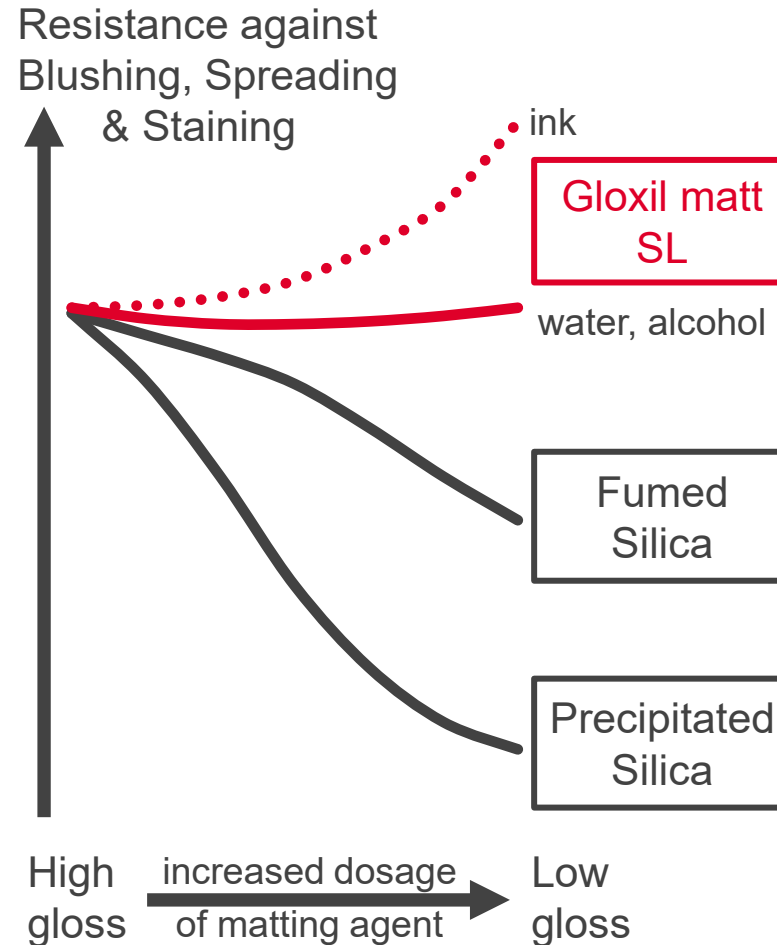 Resistance against
Blushing, Spreading
& Staining
ink
Gloxil matt
SL
water, alcohol
Fumed
Silica
Precipitated
Silica
High
gloss
increased dosage
of matting agent
Low
gloss